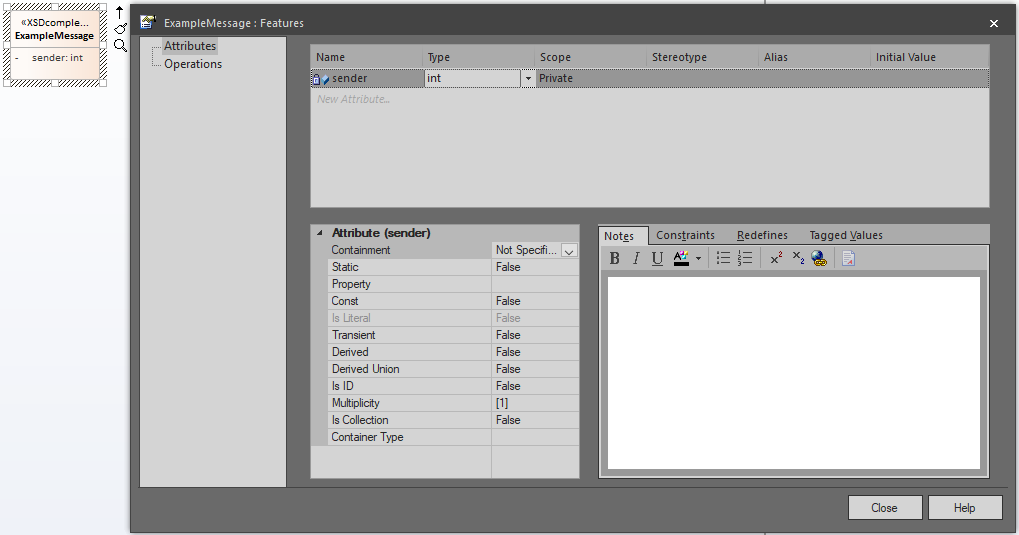 «XSDcomple...
ExampleMessage
- sender: int
ExampleMessage : Features
Attributes
Operations
Name Type Scope Stereotype Alias Initial Value
sender int Private
New Attribute...
Attribute (sender)
Containment Not Specifi...
Static False
Property
Const False
Is Literal False
Transient False
Derived False
Derived Union False
Is ID False
Multiplicity [1]
Is Collection False
Container Type
Notes Constraints Redefines Tagged Values
B I U A x² x₂
Close Help